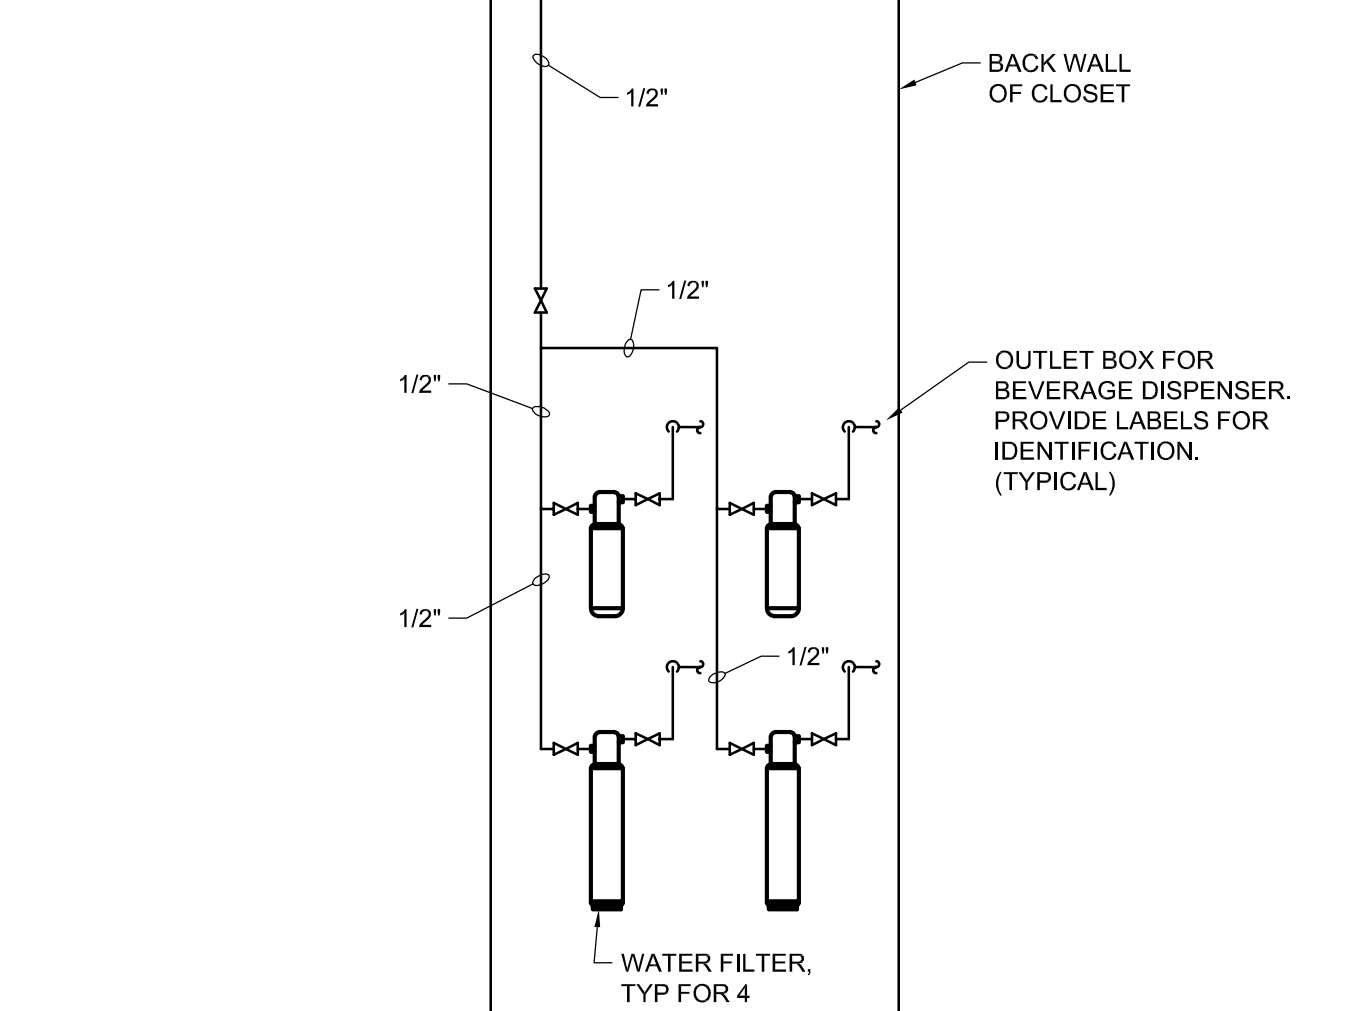 BACK WALL
OF CLOSET
1/2"
1/2"
1/2"
OUTLET BOX FOR
BEVERAGE DISPENSER.
PROVIDE LABELS FOR
IDENTIFICATION.
(TYPICAL)
1/2"
1/2"
WATER FILTER,
TYP FOR 4